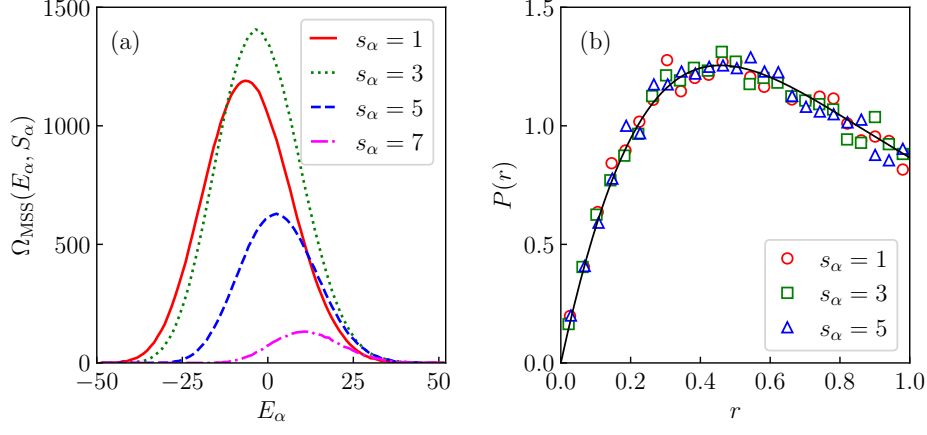 (a)
s_α = 1
s_α = 3
s_α = 5
s_α = 7
Ω_MSS(E_α, S_α)
1500
1000
500
0
−50 −25 0 25 50
E_α
(b)
s_α = 1
s_α = 3
s_α = 5
P(r)
1.5
1.0
0.5
0.0
0.0 0.2 0.4 0.6 0.8 1.0
r